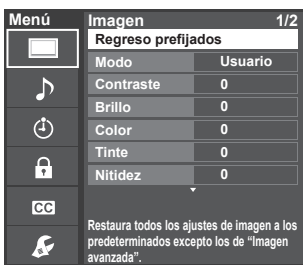 Menú
Imagen 1/2
Regreso prefijados
Modo Usuario
Contraste 0
Brillo 0
Color 0
Tinte 0
Nitidez 0
CC
Restaura todos los ajustes de imagen a los
predeterminados excepto los de “Imagen
avanzada”.